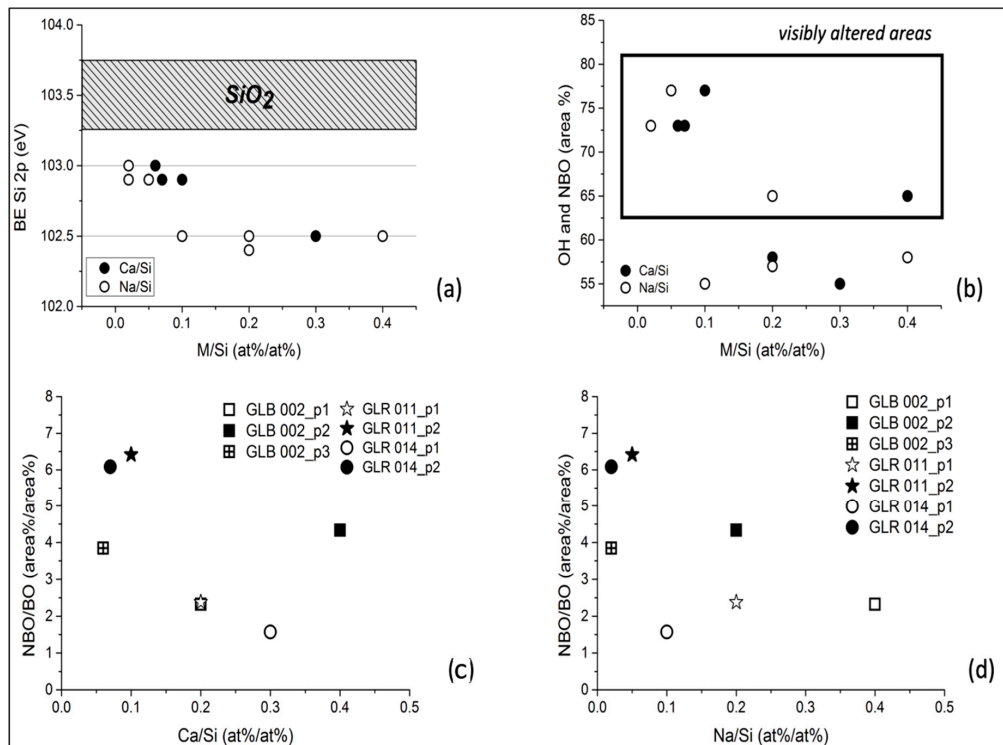 104.0
103.5
103.0
102.5
102.0
BE Si 2p (eV)
SiO2
Ca/Si
Na/Si
(a)
0.0 0.1 0.2 0.3 0.4
M/Si (at%/at%)
visibly altered areas
85
80
75
70
65
60
55
OH and NBO (area %)
Ca/Si
Na/Si
(b)
0.0 0.1 0.2 0.3 0.4
M/Si (at%/at%)
8
7
6
5
4
3
2
1
0
NBO/BO (area%/area%)
GLB 002_p1
GLB 002_p2
GLB 002_p3
GLR 011_p1
GLR 011_p2
GLR 014_p1
GLR 014_p2
(c)
0.0 0.1 0.2 0.3 0.4 0.5
Ca/Si (at%/at%)
8
7
6
5
4
3
2
1
0
NBO/BO (area%/area%)
GLB 002_p1
GLB 002_p2
GLB 002_p3
GLR 011_p1
GLR 011_p2
GLR 014_p1
GLR 014_p2
(d)
0.0 0.1 0.2 0.3 0.4 0.5
Na/Si (at%/at%)